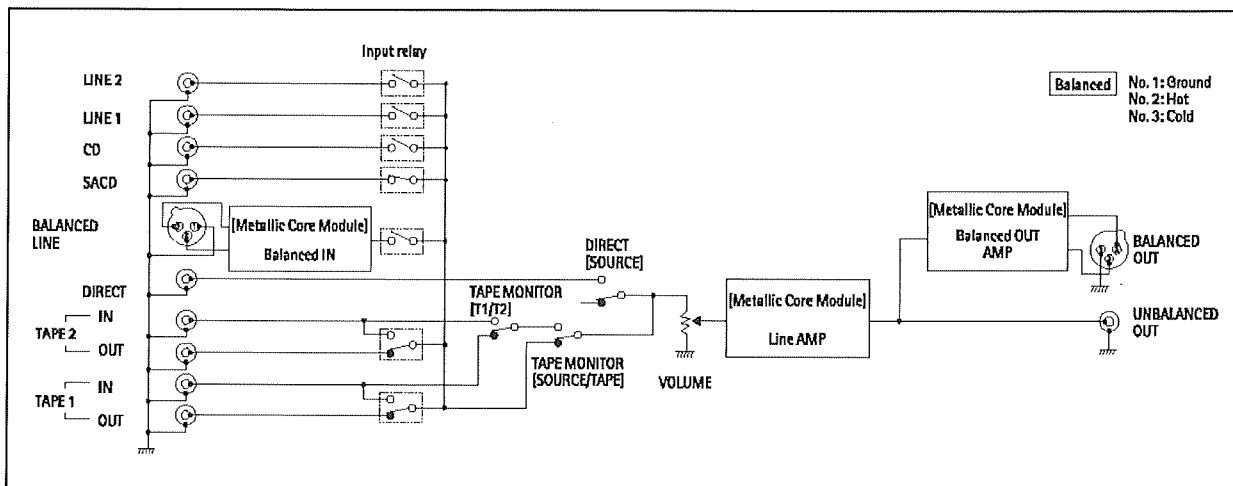 Input relay
LINE 2
LINE 1
CD
SACD
BALANCED
LINE
[Metallic Core Module]
Balanced IN
DIRECT
IN
TAPE 2
OUT
IN
TAPE 1
OUT
DIRECT
[SOURCE]
TAPE MONITOR
[T1/T2]
TAPE MONITOR
[SOURCE/TAPE]
VOLUME
[Metallic Core Module]
Line AMP
[Metallic Core Module]
Balanced OUT
AMP
BALANCED
OUT
UNBALANCED
OUT
Balanced
No. 1: Ground
No. 2: Hot
No. 3: Cold